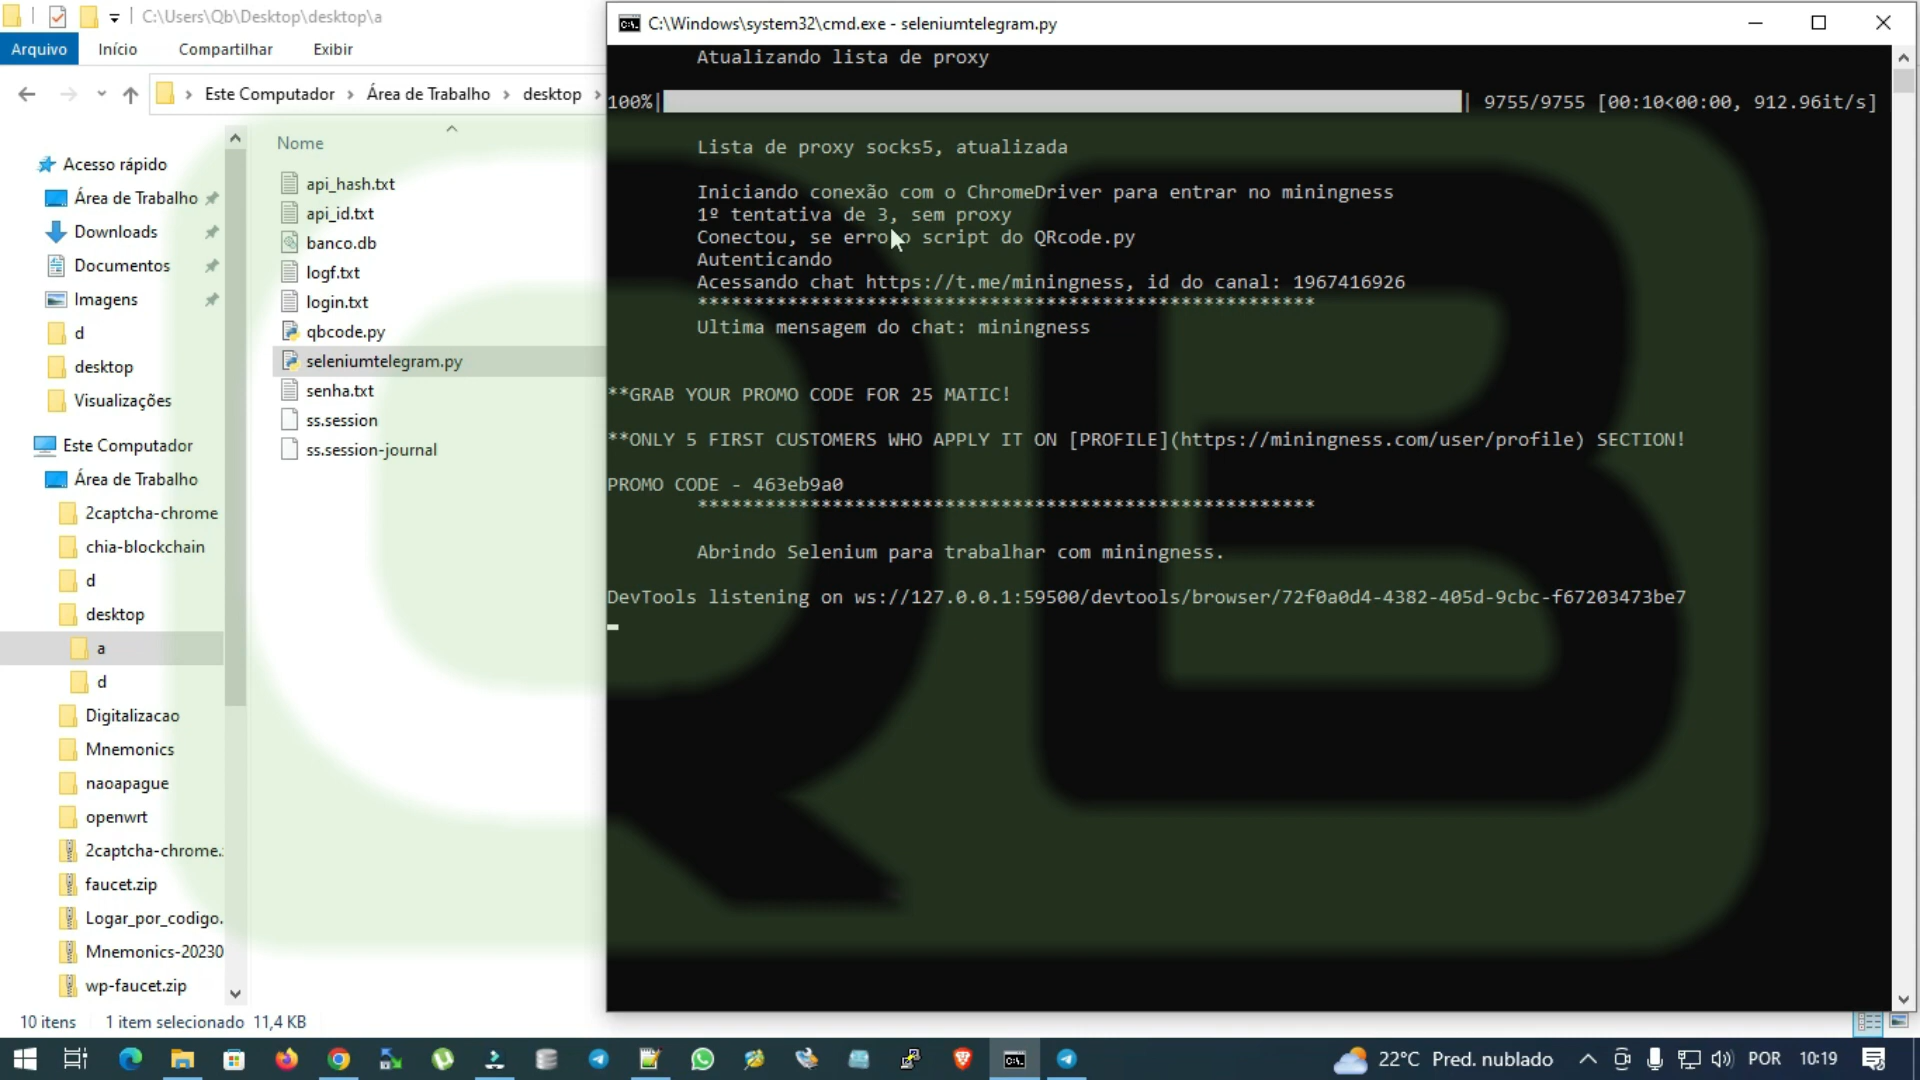 C:\Users\Qb\Desktop\desktop\a
Arquivo
Início
Compartilhar
Exibir
Este Computador
Área de Trabalho
desktop
Nome
Acesso rápido
Área de Trabalho
Downloads
Documentos
Imagens
d
desktop
Visualizações
Este Computador
Área de Trabalho
2captcha-chrome
chia-blockchain
d
desktop
a
d
Digitalizacao
Mnemonics
naoapague
openwrt
2captcha-chrome.
faucet.zip
Logar_por_codigo.
Mnemonics-20230
wp-faucet.zip
api_hash.txt
api_id.txt
banco.db
logf.txt
login.txt
qbcode.py
seleniumtelegram.py
senha.txt
ss.session
ss.session-journal
10 itens
1 item selecionado 11,4 KB
C:\Windows\system32\cmd.exe - seleniumtelegram.py
Atualizando lista de proxy
100%| | 9755/9755 [00:10<00:00, 912.96it/s]
Lista de proxy socks5, atualizada
Iniciando conexão com o ChromeDriver para entrar no miningness
1º tentativa de 3, sem proxy
Conectou, se erro o script do QRcode.py
Autenticando
Acessando chat https://t.me/miningness, id do canal: 1967416926
*******************************************************
Ultima mensagem do chat: miningness
**GRAB YOUR PROMO CODE FOR 25 MATIC!
**ONLY 5 FIRST CUSTOMERS WHO APPLY IT ON [PROFILE](https://miningness.com/user/profile) SECTION!
PROMO CODE - 463eb9a0
*******************************************************
Abrindo Selenium para trabalhar com miningness.
DevTools listening on ws://127.0.0.1:59500/devtools/browser/72f0a0d4-4382-405d-9cbc-f67203473be7
22°C Pred. nublado
POR
10:19